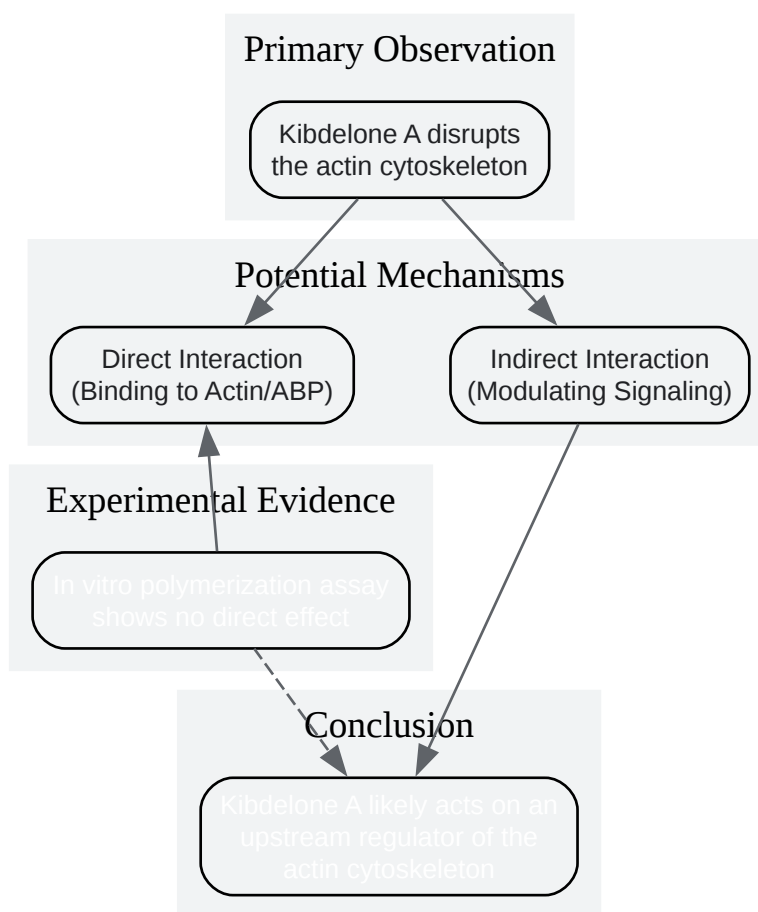 Primary Observation
Kibdelone A disrupts
the actin cytoskeleton
Potential Mechanisms
Direct Interaction
(Binding to Actin/ABP)
Indirect Interaction
(Modulating Signaling)
Experimental Evidence
In vitro polymerization assay
shows no direct effect
Conclusion
Kibdelone A likely acts on an
upstream regulator of the
actin cytoskeleton